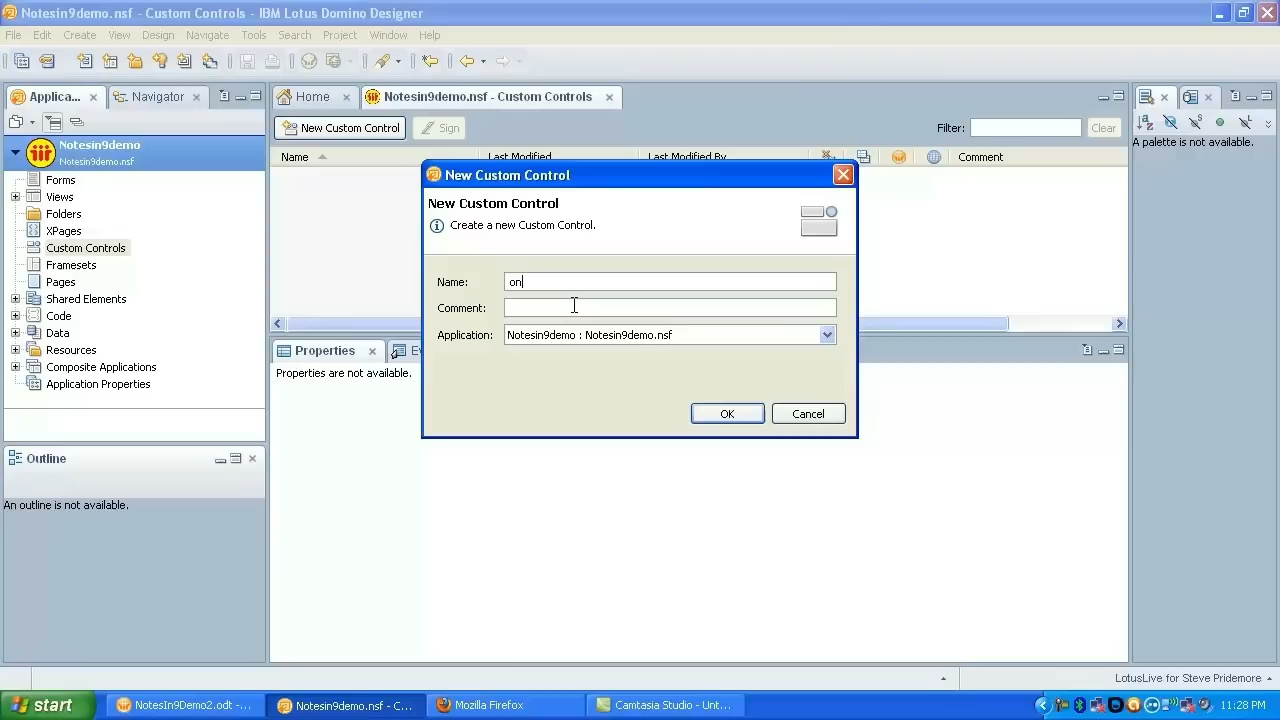 Notesin9demo.nsf - Custom Controls - IBM Lotus Domino Designer
File Edit Create View Design Navigate Tools Search Project Window Help
Applica... Navigator Home Notesin9demo.nsf - Custom Controls
New Custom Control Sign Filter: Clear
Notesin9demo
Notesin9demo.nsf
Name Last Modified Last Modified By Comment
A palette is not available.
Forms
Views
Folders
XPages
Custom Controls
Framesets
Pages
Shared Elements
Code
Data
Resources
Composite Applications
Application Properties
New Custom Control
New Custom Control
Create a new Custom Control.
Name: on
Comment:
Application: Notesin9demo : Notesin9demo.nsf
OK Cancel
Properties
Properties are not available.
Outline
An outline is not available.
LotusLive for Steve Pridemore
start NotesIn9Demo2.odt -... Notesin9demo.nsf - C... Mozilla Firefox Camtasia Studio - Unt... 11:28 PM